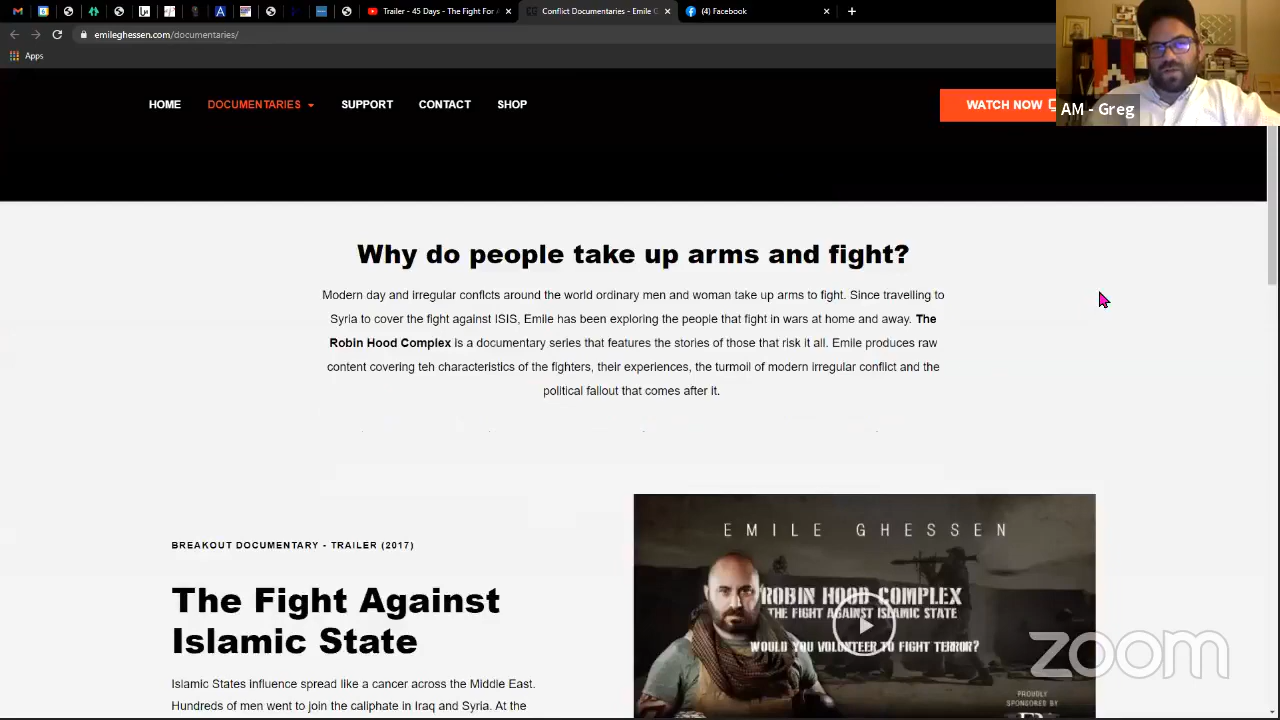 Trailer - 45 Days - The Fight For A
Conflict Documentaries - Emile G
(4) Facebook
emileghessen.com/documentaries/
Apps
HOME
DOCUMENTARIES
SUPPORT
CONTACT
SHOP
WATCH NOW
AM - Greg
Why do people take up arms and fight?
Modern day and irregular conflicts around the world ordinary men and woman take up arms to fight. Since travelling to
Syria to cover the fight against ISIS, Emile has been exploring the people that fight in wars at home and away. The
Robin Hood Complex is a documentary series that features the stories of those that risk it all. Emile produces raw
content covering teh characteristics of the fighters, their experiences, the turmoil of modern irregular conflict and the
political fallout that comes after it.
BREAKOUT DOCUMENTARY - TRAILER (2017)
The Fight Against
Islamic State
Islamic States influence spread like a cancer across the Middle East.
Hundreds of men went to join the caliphate in Iraq and Syria. At the
EMILE GHESSEN
ROBIN HOOD COMPLEX
THE FIGHT AGAINST ISLAMIC STATE
WOULD YOU VOLUNTEER TO FIGHT TERROR?
PROUDLY
SPONSORED BY
zoom